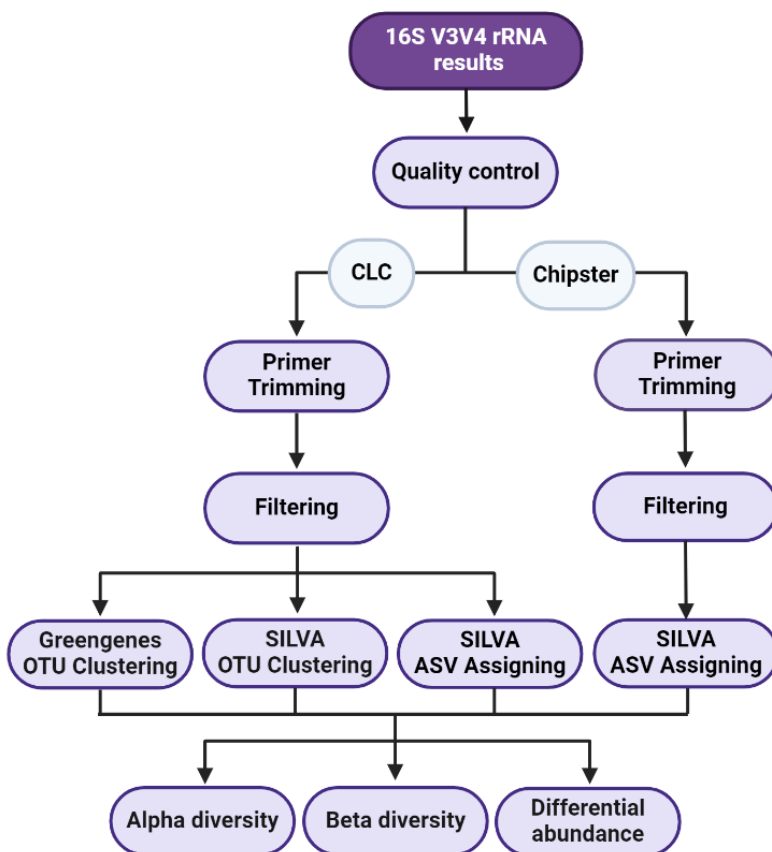 16S V3V4 rRNA
results
Quality control
CLC
Chipster
Primer
Trimming
Primer
Trimming
Filtering
Filtering
Greengenes
OTU Clustering
SILVA
OTU Clustering
SILVA
ASV Assigning
SILVA
ASV Assigning
Alpha diversity
Beta diversity
Differential
abundance